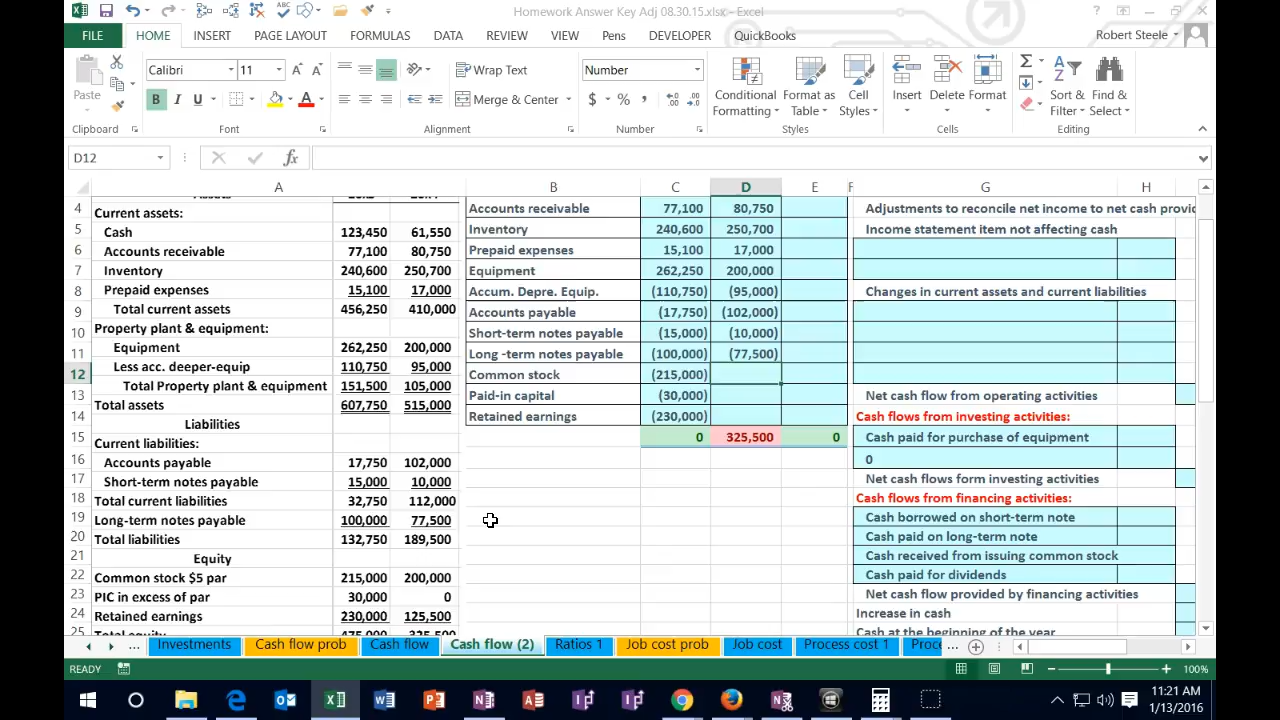 Homework Answer Key Adj 08.30.15.xlsx - Excel
FILE HOME INSERT PAGE LAYOUT FORMULAS DATA REVIEW VIEW Pens DEVELOPER QuickBooks Robert Steele
Paste Calibri 11 Wrap Text Number Conditional Formatting Format as Table Cell Styles Insert Delete Format Sort & Filter Find & Select
B I U Merge & Center $ %
Clipboard Font Alignment Number Styles Cells Editing
D12 fx
A B C D E F G H
4 Current assets: Accounts receivable 77,100 80,750 Adjustments to reconcile net income to net cash provid
5 Cash 123,450 61,550 Inventory 240,600 250,700 Income statement item not affecting cash
6 Accounts receivable 77,100 80,750 Prepaid expenses 15,100 17,000
7 Inventory 240,600 250,700 Equipment 262,250 200,000
8 Prepaid expenses 15,100 17,000 Accum. Depre. Equip. (110,750) (95,000) Changes in current assets and current liabilities
9 Total current assets 456,250 410,000 Accounts payable (17,750) (102,000)
10 Property plant & equipment: Short-term notes payable (15,000) (10,000)
11 Equipment 262,250 200,000 Long -term notes payable (100,000) (77,500)
12 Less acc. deeper-equip 110,750 95,000 Common stock (215,000)
13 Total Property plant & equipment 151,500 105,000 Paid-in capital (30,000) Net cash flow from operating activities
14 Total assets 607,750 515,000 Retained earnings (230,000) Cash flows from investing activities:
Liabilities
15 Current liabilities: 0 325,500 0 Cash paid for purchase of equipment
16 Accounts payable 17,750 102,000 0
17 Short-term notes payable 15,000 10,000 Net cash flows form investing activities
18 Total current liabilities 32,750 112,000 Cash flows from financing activities:
19 Long-term notes payable 100,000 77,500 Cash borrowed on short-term note
20 Total liabilities 132,750 189,500 Cash paid on long-term note
21 Equity Cash received from issuing common stock
22 Common stock $5 par 215,000 200,000 Cash paid for dividends
23 PIC in excess of par 30,000 0 Net cash flow provided by financing activities
24 Retained earnings 230,000 125,500 Increase in cash
25 Total equity 475,000 325,500 Cash at the beginning of the year
... Investments Cash flow prob Cash flow Cash flow (2) Ratios 1 Job cost prob Job cost Process cost 1 Proce ...
READY 100%
11:21 AM
1/13/2016